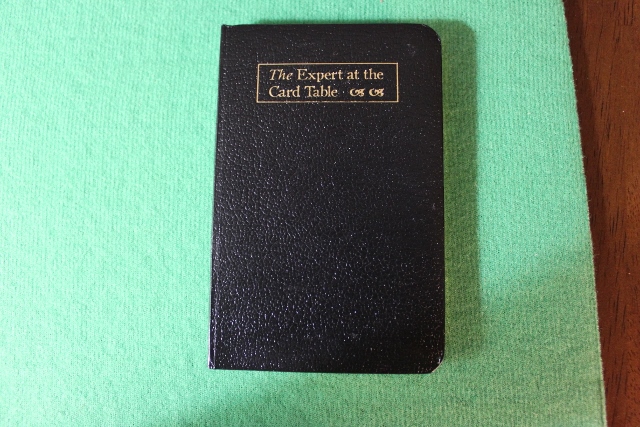 The Expert at the
Card Table